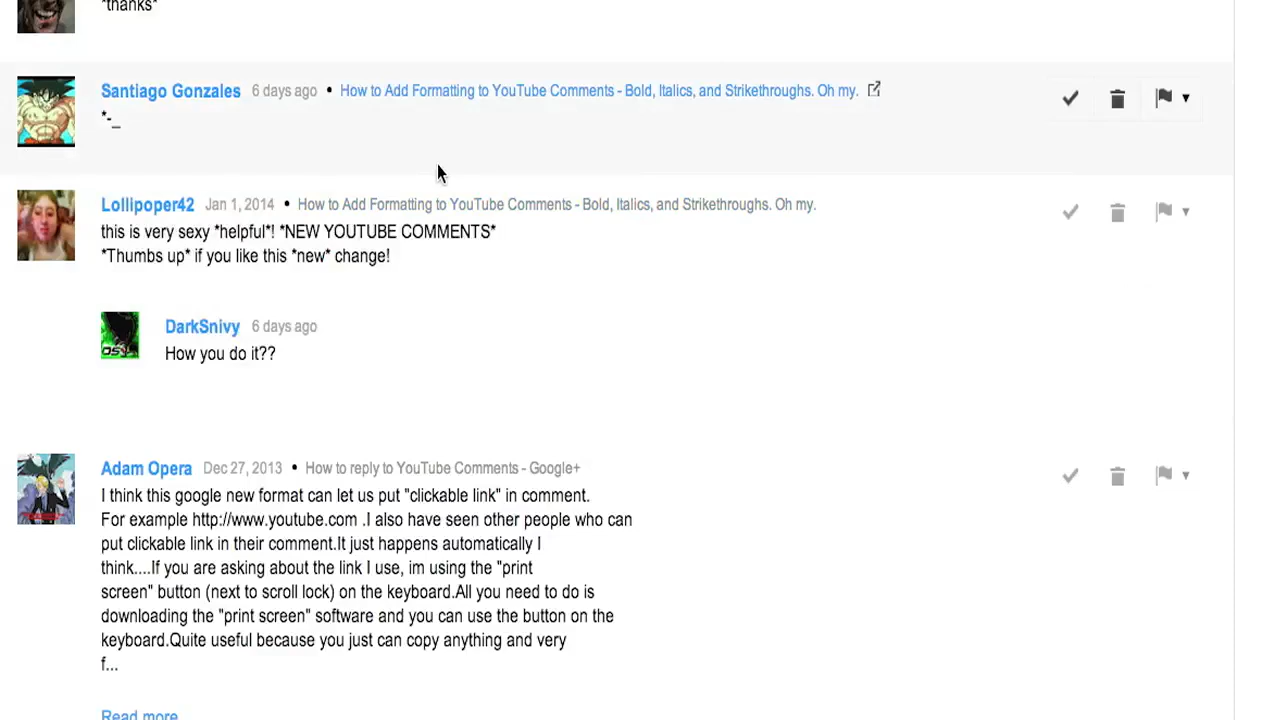 *thanks*
Santiago Gonzales 6 days ago • How to Add Formatting to YouTube Comments - Bold, Italics, and Strikethroughs. Oh my.
*-_
Lollipoper42 Jan 1, 2014 • How to Add Formatting to YouTube Comments - Bold, Italics, and Strikethroughs. Oh my.
this is very sexy *helpful*! *NEW YOUTUBE COMMENTS*
*Thumbs up* if you like this *new* change!
DarkSnivy 6 days ago
How you do it??
Adam Opera Dec 27, 2013 • How to reply to YouTube Comments - Google+
I think this google new format can let us put "clickable link" in comment.
For example http://www.youtube.com .I also have seen other people who can
put clickable link in their comment.It just happens automatically I
think....If you are asking about the link I use, im using the "print
screen" button (next to scroll lock) on the keyboard.All you need to do is
downloading the "print screen" software and you can use the button on the
keyboard.Quite useful because you just can copy anything and very
f...
Read more